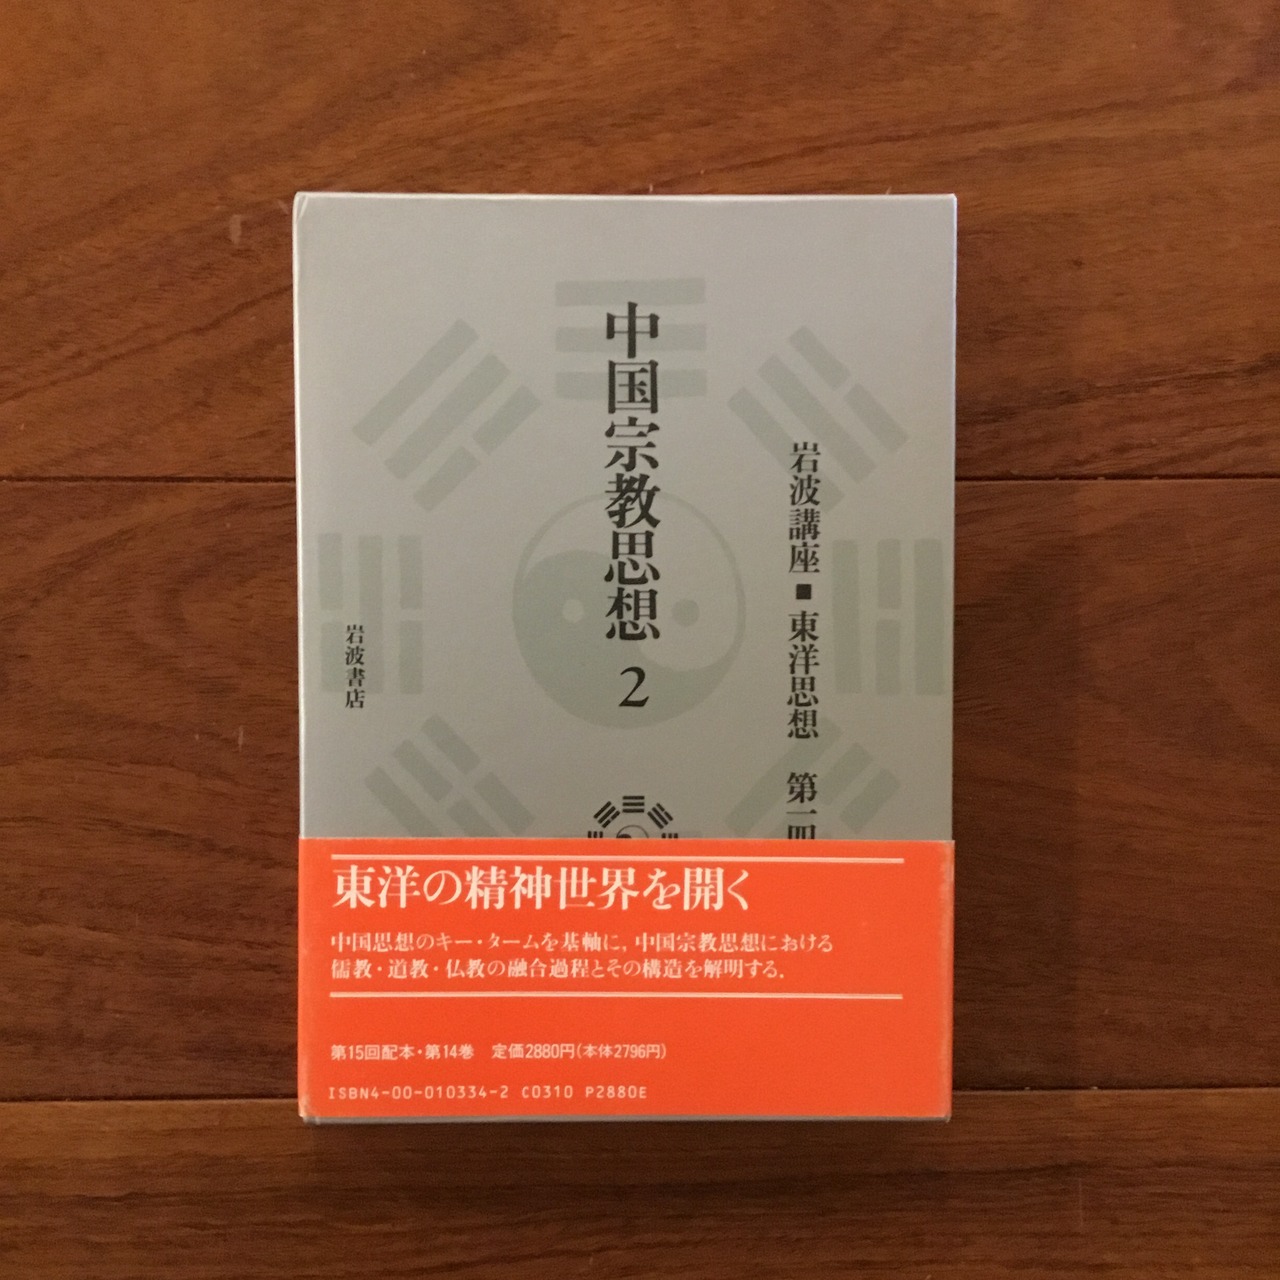 岩波講座■東洋思想 第一四
中国宗教思想 2
岩波書店
東洋の精神世界を開く
中国思想のキー・タームを基軸に，中国宗教思想における
儒教・道教・仏教の融合過程とその構造を解明する．
第15回配本・第14巻 定価2880円(本体2796円)
ISBN4-00-010334-2 C0310 P2880E